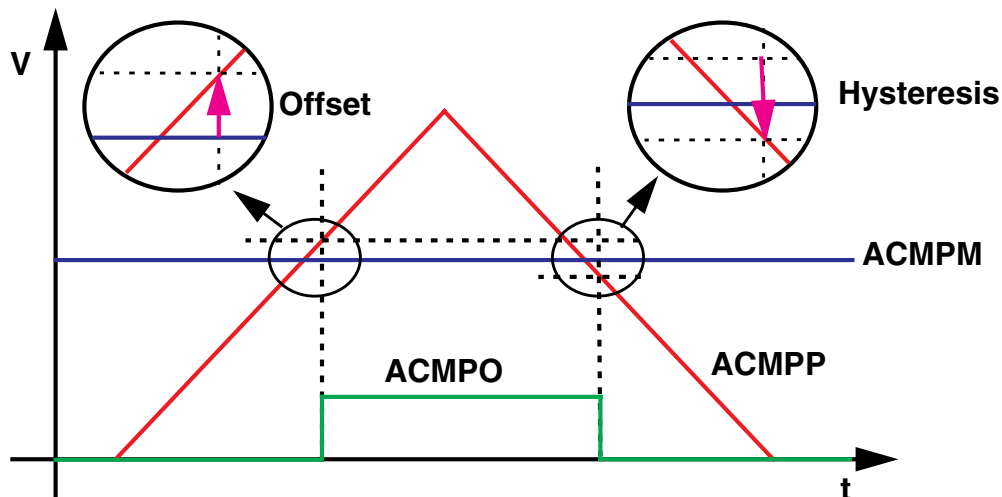 V
Offset
Hysteresis
ACMPM
ACMPO
ACMPP
t